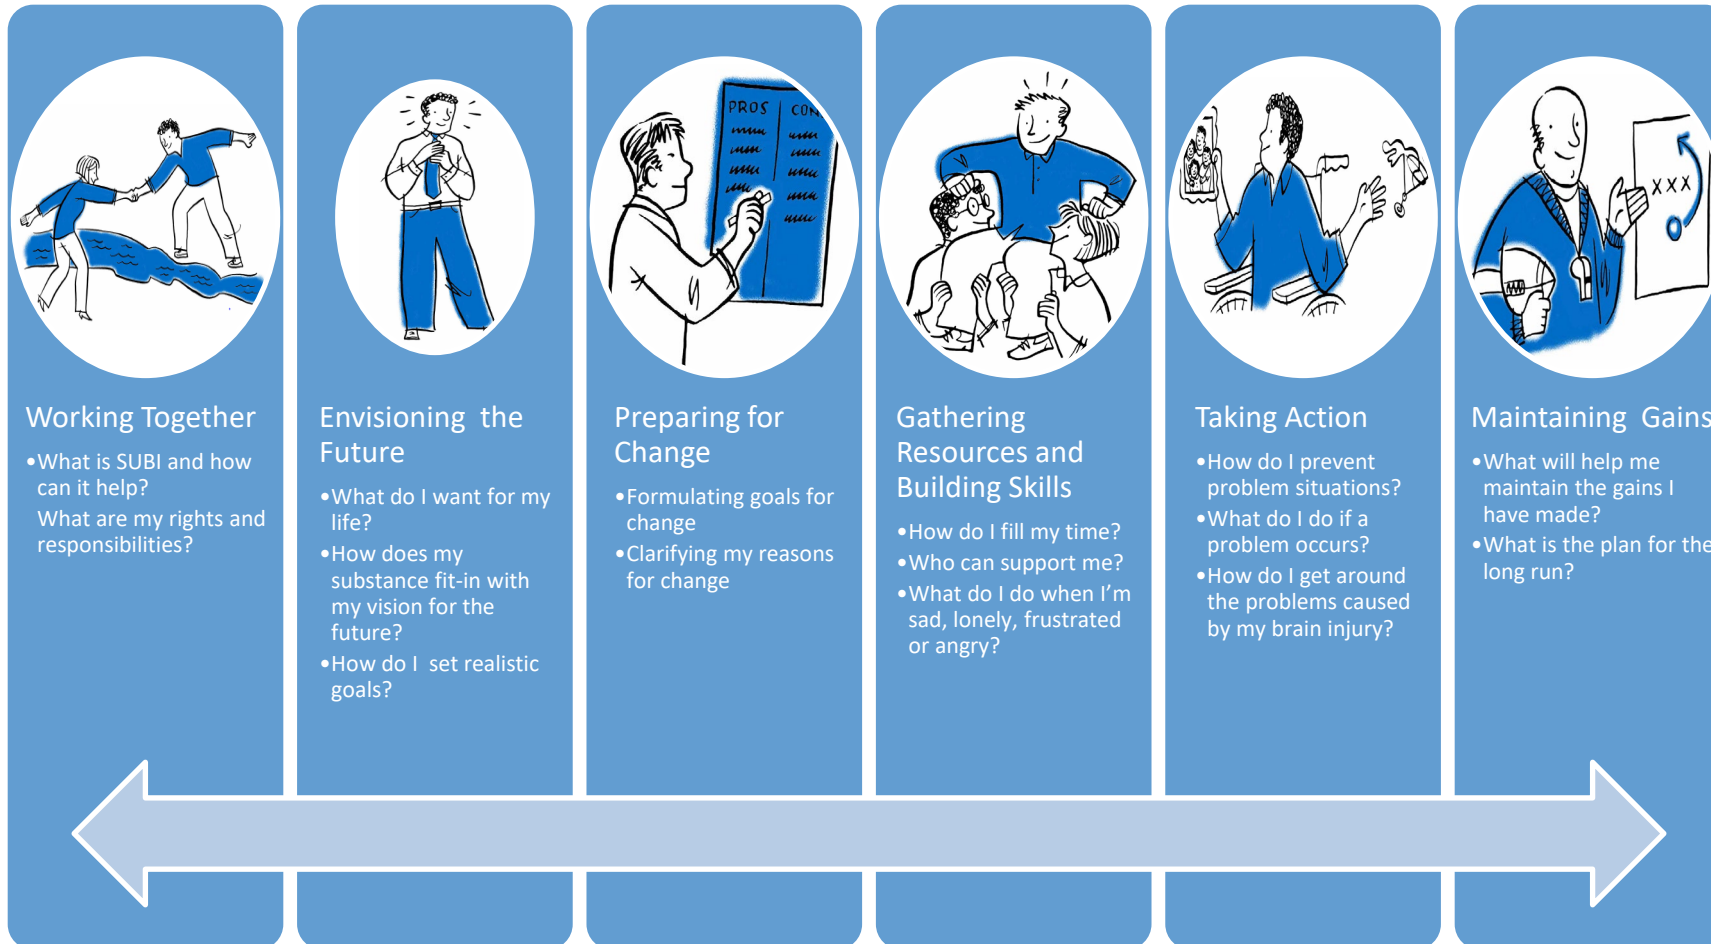 PROS
CON
XXX
Working Together
•What is SUBI and how
can it help?
What are my rights and
responsibilities?
Envisioning the
Future
•What do I want for my
life?
•How does my
substance fit-in with
my vision for the
future?
•How do I set realistic
goals?
Preparing for
Change
•Formulating goals for
change
•Clarifying my reasons
for change
Gathering
Resources and
Building Skills
•How do I fill my time?
•Who can support me?
•What do I do when I'm
sad, lonely, frustrated
or angry?
Taking Action
•How do I prevent
problem situations?
•What do I do if a
problem occurs?
•How do I get around
the problems caused
by my brain injury?
Maintaining Gains
•What will help me
maintain the gains I
have made?
•What is the plan for the
long run?